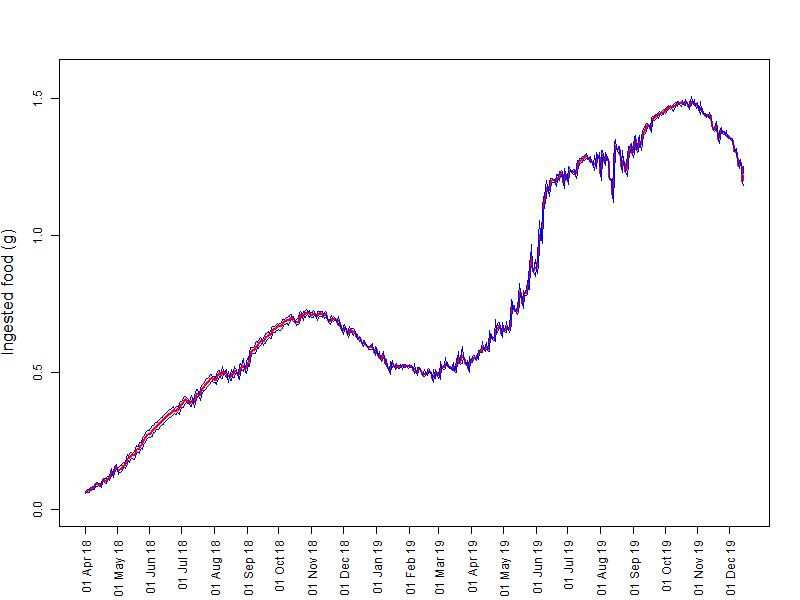 Ingested food (g)
1.5
1.0
0.5
0.0
01 Apr 18
01 May 18
01 Jun 18
01 Jul 18
01 Aug 18
01 Sep 18
01 Oct 18
01 Nov 18
01 Dec 18
01 Jan 19
01 Feb 19
01 Mar 19
01 Apr 19
01 May 19
01 Jun 19
01 Jul 19
01 Aug 19
01 Sep 19
01 Oct 19
01 Nov 19
01 Dec 19